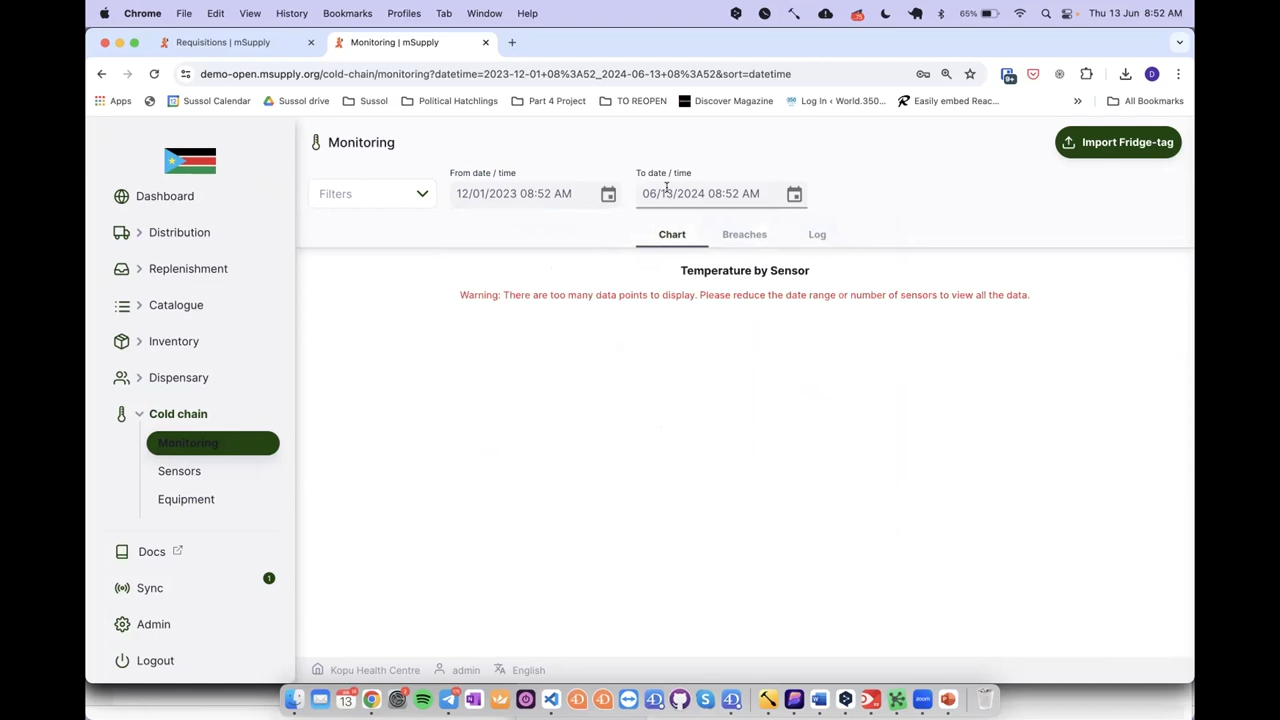 Chrome File Edit View History Bookmarks Profiles Tab Window Help 65% Thu 13 Jun 8:52 AM
Requisitions | mSupply Monitoring | mSupply
demo-open.msupply.org/cold-chain/monitoring?datetime=2023-12-01+08%3A52_2024-06-13+08%3A52&sort=datetime
Apps Sussol Calendar Sussol drive Sussol Political Hatchlings Part 4 Project TO REOPEN Discover Magazine Log In ‹ World.350... Easily embed Reac... » All Bookmarks
Monitoring
Import Fridge-tag
Filters
From date / time
12/01/2023 08:52 AM
To date / time
06/13/2024 08:52 AM
Chart Breaches Log
Temperature by Sensor
Warning: There are too many data points to display. Please reduce the date range or number of sensors to view all the data.
Dashboard
Distribution
Replenishment
Catalogue
Inventory
Dispensary
Cold chain
Monitoring
Sensors
Equipment
Docs
Sync 1
Admin
Logout
Kopu Health Centre admin English